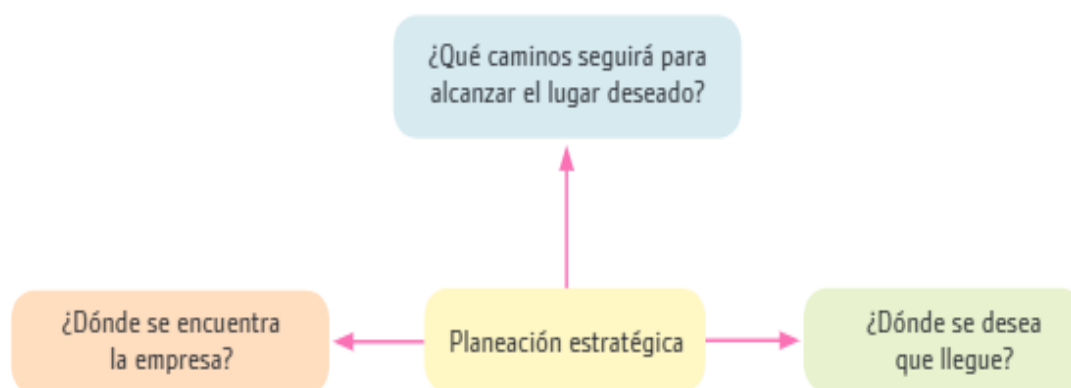 ¿Qué caminos seguirá para
alcanzar el lugar deseado?
¿Dónde se encuentra
la empresa?
Planeación estratégica
¿Dónde se desea
que llegue?